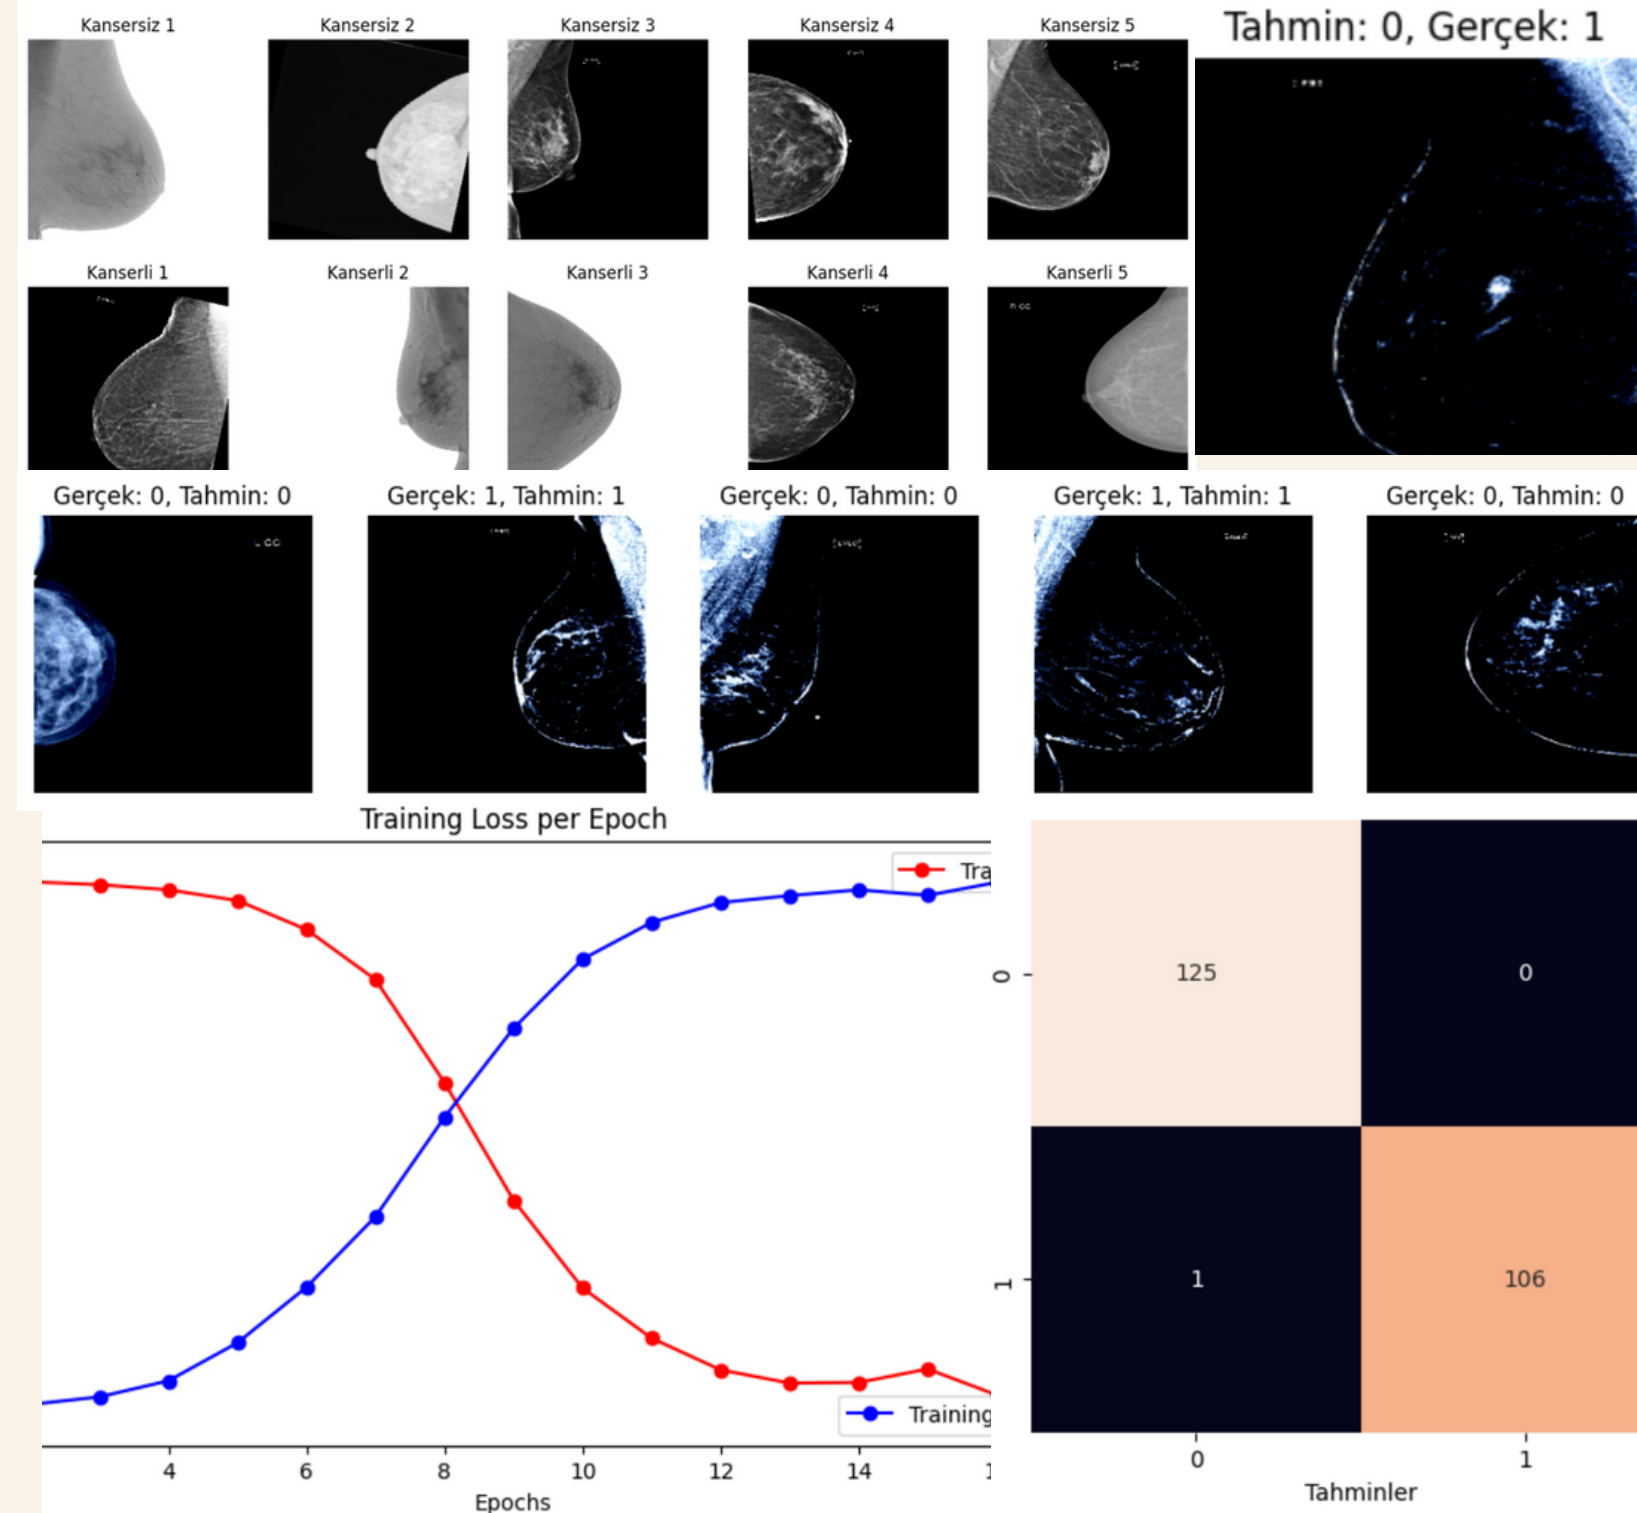 Kansersiz 1
Kansersiz 2
Kansersiz 3
Kansersiz 4
Kansersiz 5
Tahmin: 0, Gerçek: 1
Kanserli 1
Kanserli 2
Kanserli 3
Kanserli 4
Kanserli 5
Gerçek: 0, Tahmin: 0
Gerçek: 1, Tahmin: 1
Gerçek: 0, Tahmin: 0
Gerçek: 1, Tahmin: 1
Gerçek: 0, Tahmin: 0
Training Loss per Epoch
Tra
Training
4 6 8 10 12 14 1
Epochs
0
1
125 0
1 106
0 1
Tahminler